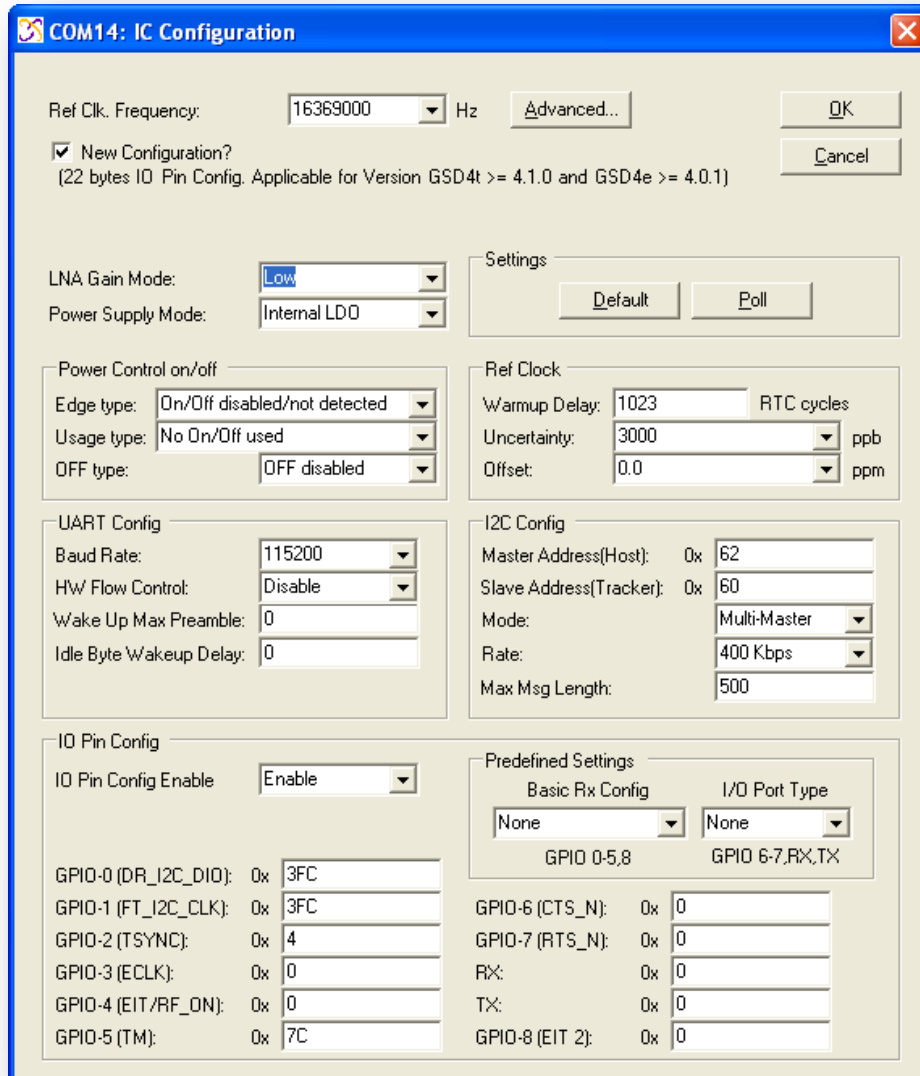 COM14: IC Configuration
Ref Clk. Frequency: 16369000 Hz Advanced... OK
New Configuration? Cancel
(22 bytes IO Pin Config. Applicable for Version GSD4t >= 4.1.0 and GSD4e >= 4.0.1)
LNA Gain Mode: Low
Power Supply Mode: Internal LDO
Settings
Default Poll
Power Control on/off
Edge type: On/Off disabled/not detected
Usage type: No On/Off used
OFF type: OFF disabled
Ref Clock
Warmup Delay: 1023 RTC cycles
Uncertainty: 3000 ppb
Offset: 0.0 ppm
UART Config
Baud Rate: 115200
HW Flow Control: Disable
Wake Up Max Preamble: 0
Idle Byte Wakeup Delay: 0
I2C Config
Master Address(Host): 0x 62
Slave Address(Tracker): 0x 60
Mode: Multi-Master
Rate: 400 Kbps
Max Msg Length: 500
IO Pin Config
IO Pin Config Enable Enable
Predefined Settings
Basic Rx Config I/O Port Type
None None
GPIO 0-5,8 GPIO 6-7,RX,TX
GPIO-0 (DR_I2C_DIO): 0x 3FC
GPIO-1 (FT_I2C_CLK): 0x 3FC
GPIO-2 (TSYNC): 0x 4
GPIO-3 (ECLK): 0x 0
GPIO-4 (EIT/RF_ON): 0x 0
GPIO-5 (TM): 0x 7C
GPIO-6 (CTS_N): 0x 0
GPIO-7 (RTS_N): 0x 0
RX: 0x 0
TX: 0x 0
GPIO-8 (EIT 2): 0x 0